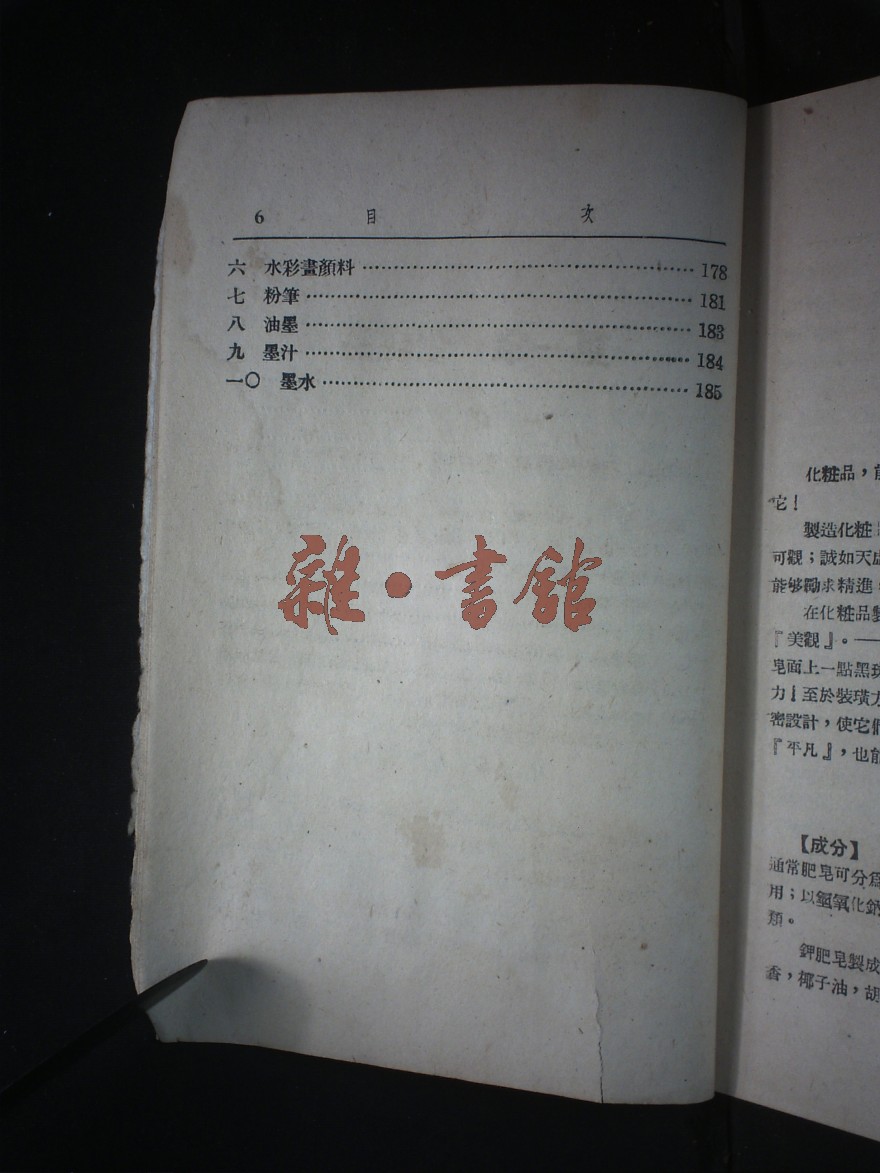 6 目 次
六 水彩畫顏料 178
七 粉筆 181
八 油墨 183
九 墨汁 184
一〇 墨水 185
雜·書館
化粧品，
它！
製造化粧
可觀；誠如天
能够勵求精進
在化粧品
『美觀』。——
皂面上一點黑
力！至於裝璜
密設計，使它
『平凡』，也
【成分】
通常肥皂可分
用；以氫氧化
類。
鉀肥皂製成
香，椰子油，胡